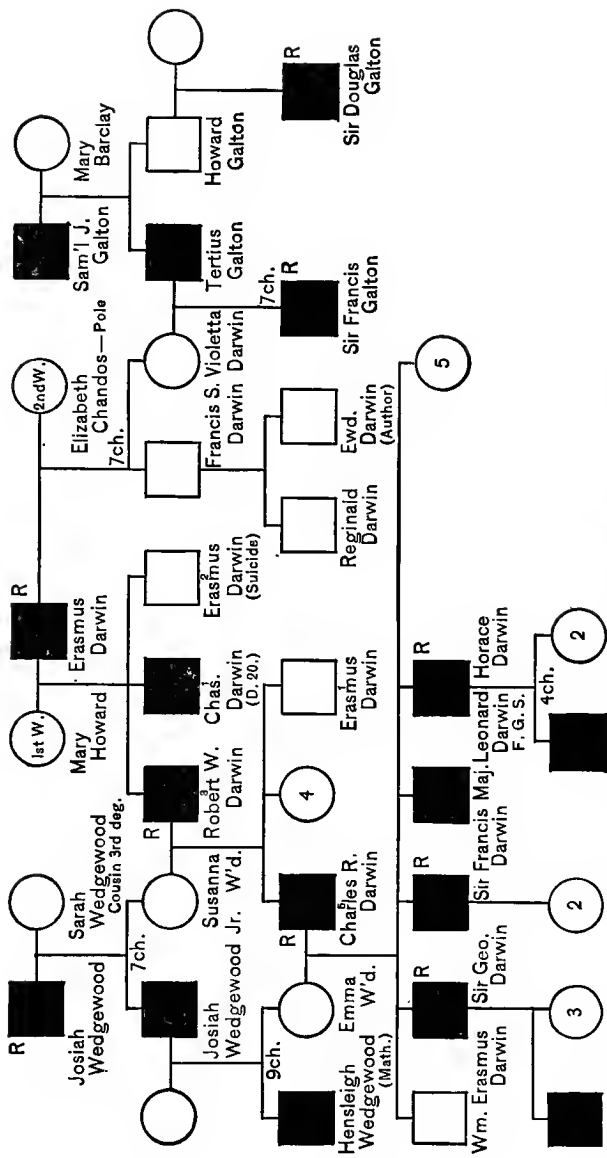 R
Josiah
Wedgewood
Sarah
Wedgewood
Cousin 3rd deg.
7ch.
1st W.
Mary
Howard
R
Erasmus
Darwin
2nd W.
Elizabeth
Chandos—Pole
7ch.
Sam'l J.
Galton
Mary
Barclay
Josiah
Wedgewood Jr.
9ch.
Susanna
W'd.
R
3
Robert W.
Darwin
1
Chas.
Darwin
(D. 20.)
2
Erasmus
Darwin
(Suicide)
Francis S.
Darwin
Violetta
Darwin
Tertius
Galton
7ch.
Howard
Galton
Hensleigh
Wedgewood
(Math.)
Emma
W'd.
R
Charles R.
Darwin
4
1
Erasmus
Darwin
Reginald
Darwin
Ewd.
Darwin
(Author)
R
Sir Francis
Galton
R
Sir Douglas
Galton
Wm. Erasmus
Darwin
R
Sir Geo.
Darwin
R
Sir Francis
Darwin
Maj. Leonard
Darwin
F. G. S.
R
Horace
Darwin
4ch.
5
3
2
2